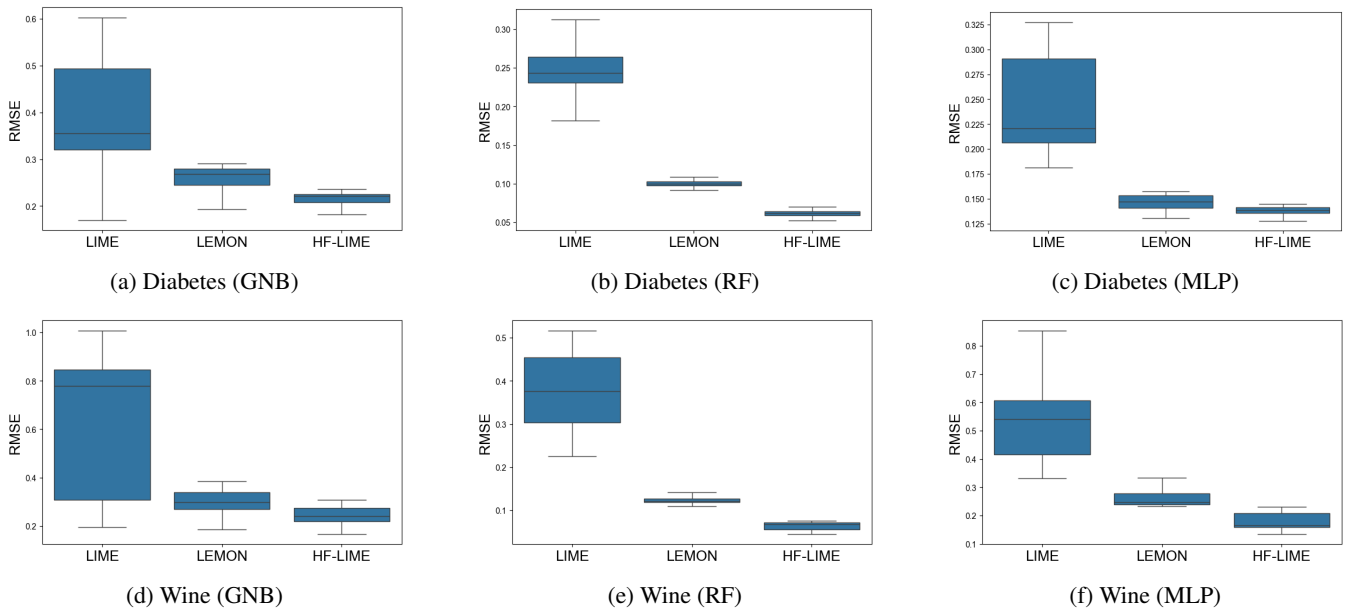 0.6
0.5
0.4
0.3
0.2
RMSE
LIME LEMON HF-LIME
(a) Diabetes (GNB)
0.30
0.25
0.20
0.15
0.10
0.05
RMSE
LIME LEMON HF-LIME
(b) Diabetes (RF)
0.325
0.300
0.275
0.250
0.225
0.200
0.175
0.150
0.125
RMSE
LIME LEMON HF-LIME
(c) Diabetes (MLP)
1.0
0.8
0.6
0.4
0.2
RMSE
LIME LEMON HF-LIME
(d) Wine (GNB)
0.5
0.4
0.3
0.2
0.1
RMSE
LIME LEMON HF-LIME
(e) Wine (RF)
0.8
0.7
0.6
0.5
0.4
0.3
0.2
0.1
RMSE
LIME LEMON HF-LIME
(f) Wine (MLP)